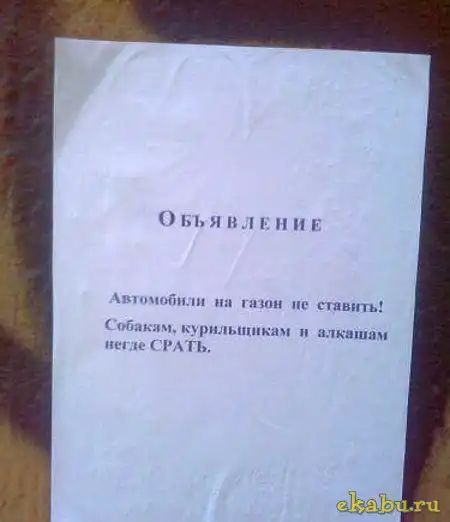 Объявление
Автомобили на газон не ставить!
Собакам, курильщикам и алкашам
негде СРАТЬ.
ekabu.ru